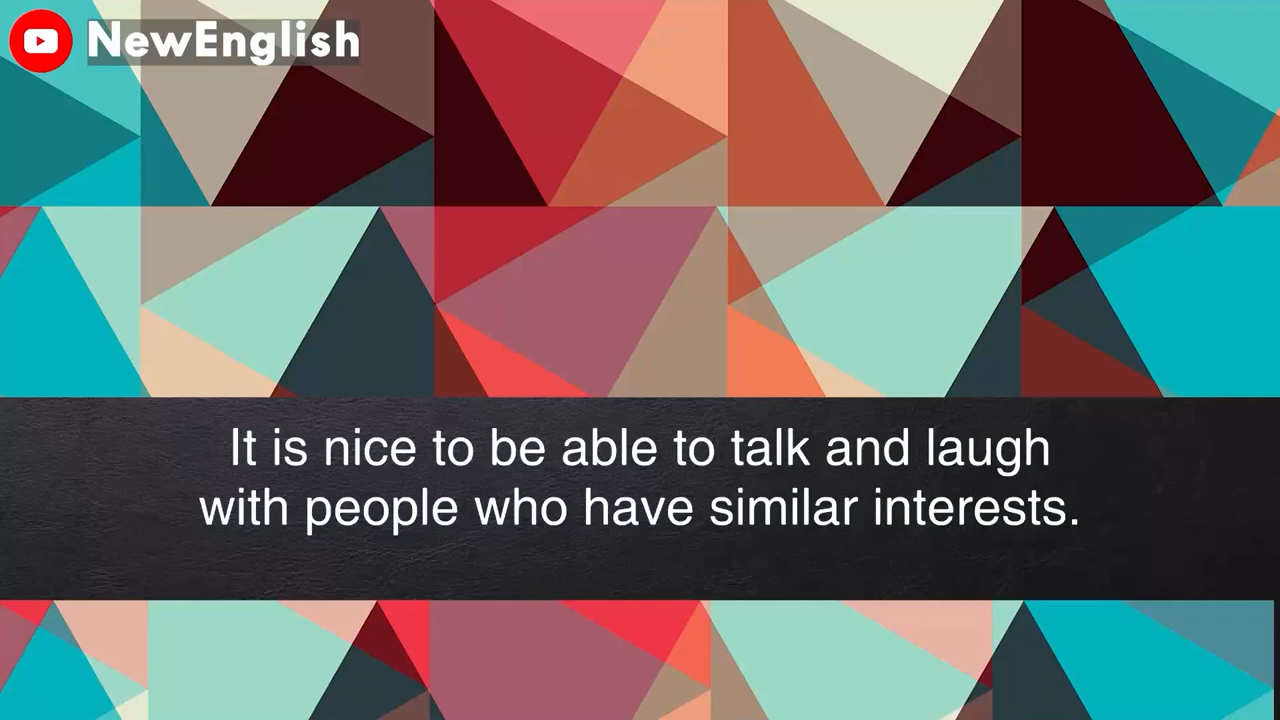 NewEnglish
It is nice to be able to talk and laugh
with people who have similar interests.